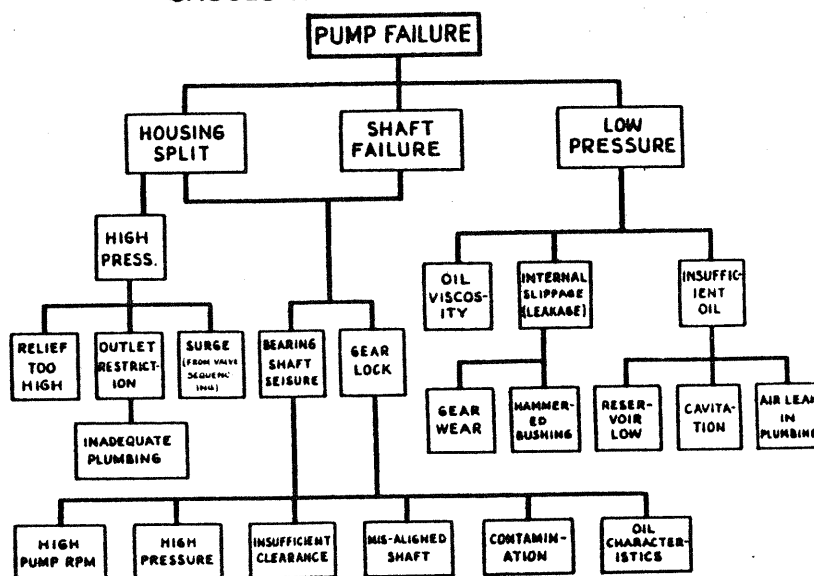 PUMP FAILURE
HOUSING
SPLIT
SHAFT
FAILURE
LOW
PRESSURE
HIGH
PRESS.
OIL
VISCOS-
ITY
INTERNAL
SLIPPAGE
(LEAKAGE)
INSUFFIC-
IENT
OIL
RELIEF
TOO
HIGH
OUTLET
RESTRICT-
ION
SURGE
(FROM VALVE
SEQUENC
ING)
BEARING
SHAFT
SEISURE
GEAR
LOCK
GEAR
WEAR
HAMMER-
ED
BUSHING
RESER-
VOIR
LOW
CAVITA-
TION
AIR LEAK
IN
PLUMBING
INADEQUATE
PLUMBING
HIGH
PUMP RPM
HIGH
PRESSURE
INSUFFICIENT
CLEARANCE
MIS-ALIGNED
SHAFT
CONTAMIN-
ATION
OIL
CHARACTER-
ISTICS